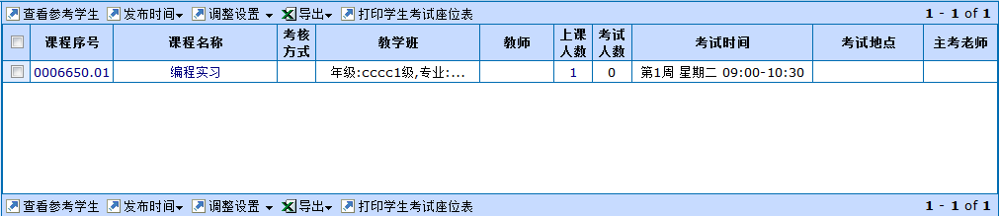 查看参考学生 发布时间 调整设置 导出 打印学生考试座位表 1 - 1 of 1
课程序号 课程名称 考核方式 教学班 教师 上课人数 考试人数 考试时间 考试地点 主考老师
0006650.01 编程实习 年级:cccc1级,专业:... 1 0 第1周 星期二 09:00-10:30
查看参考学生 发布时间 调整设置 导出 打印学生考试座位表 1 - 1 of 1